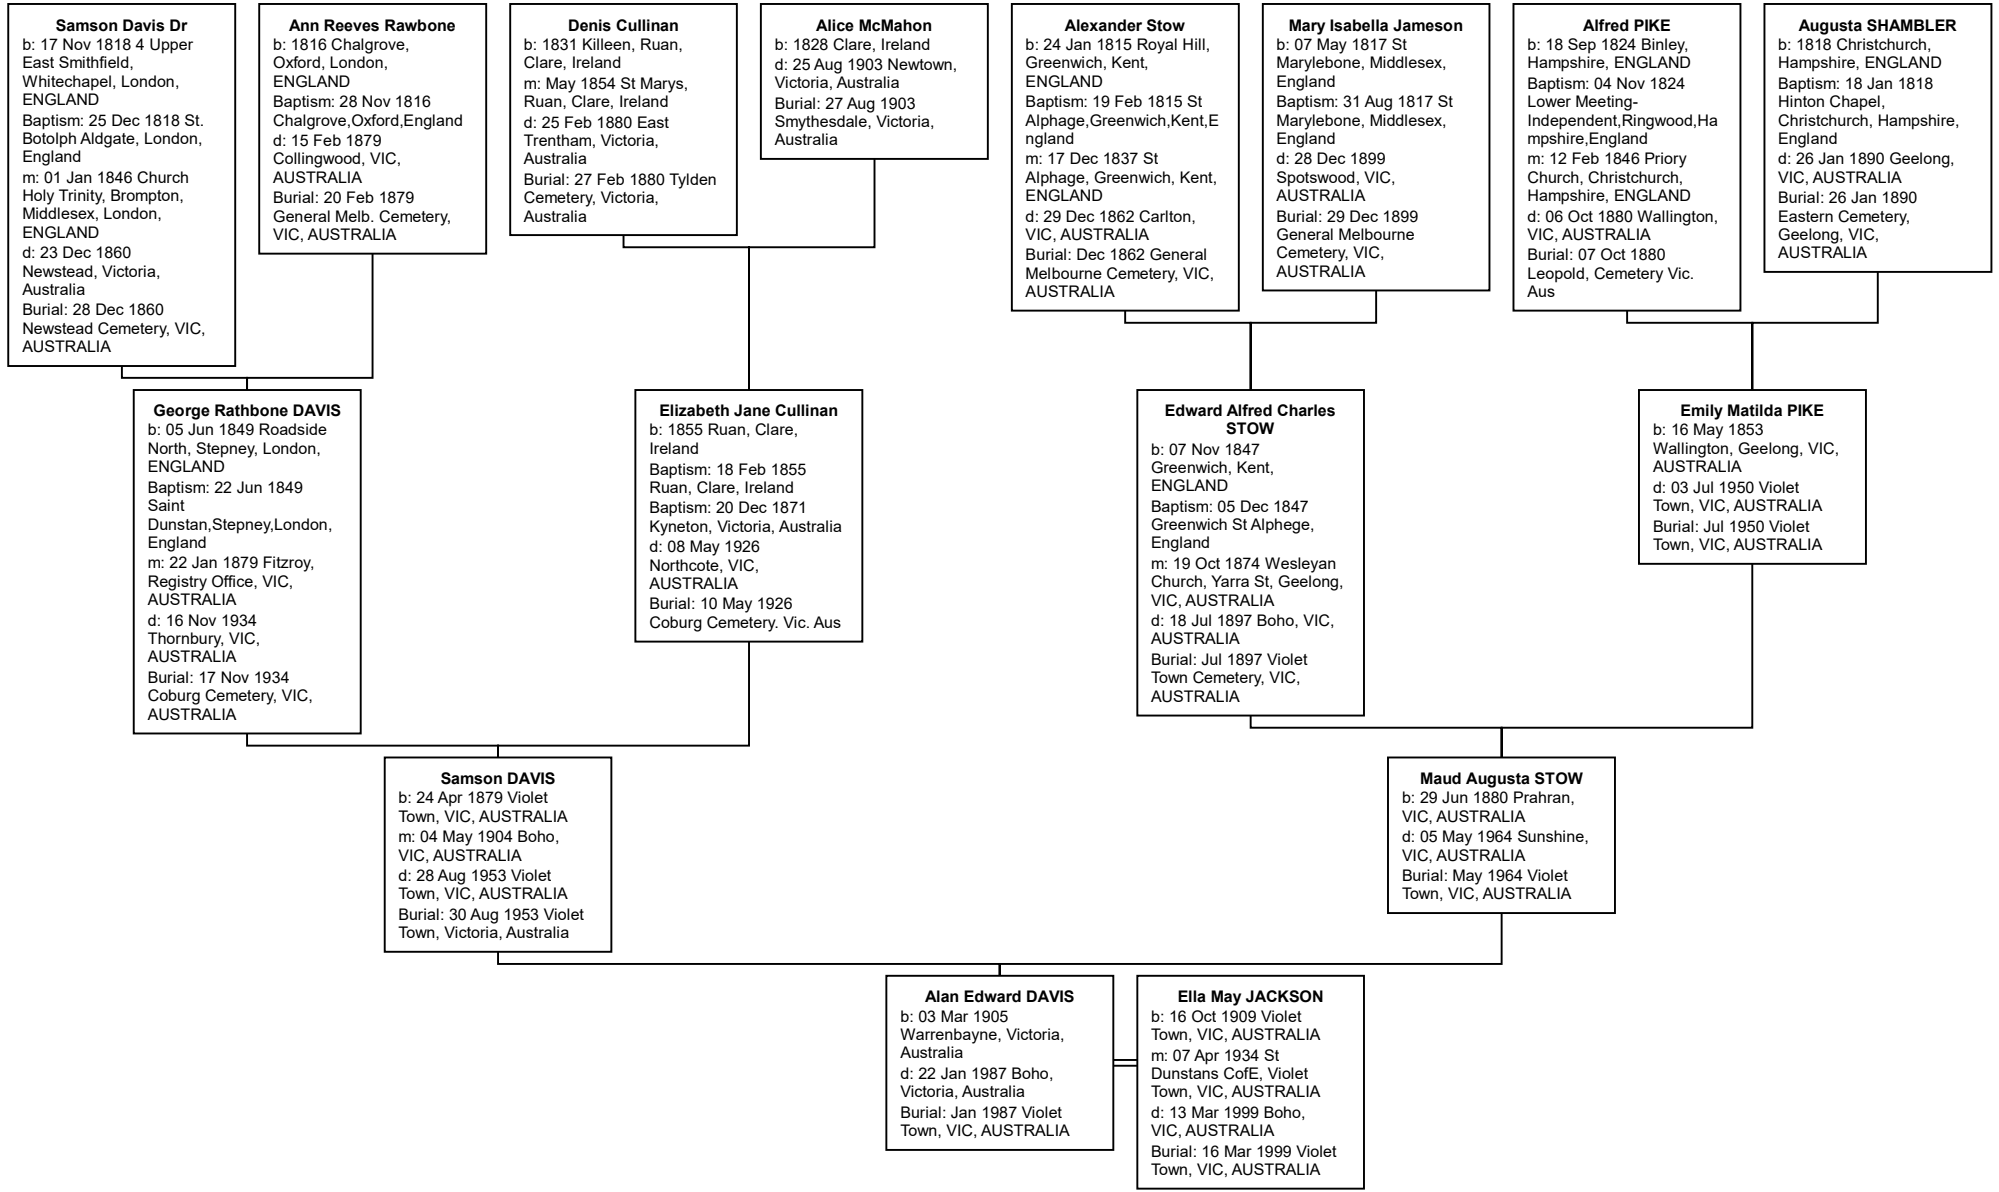 Samson Davis Dr
b: 17 Nov 1818 4 Upper
East Smithfield,
Whitechapel, London,
ENGLAND
Baptism: 25 Dec 1818 St.
Botolph Aldgate, London,
England
m: 01 Jan 1846 Church
Holy Trinity, Brompton,
Middlesex, London,
ENGLAND
d: 23 Dec 1860
Newstead, Victoria,
Australia
Burial: 28 Dec 1860
Newstead Cemetery, VIC,
AUSTRALIA
Ann Reeves Rawbone
b: 1816 Chalgrove,
Oxford, London,
ENGLAND
Baptism: 28 Nov 1816
Chalgrove,Oxford,England
d: 15 Feb 1879
Collingwood, VIC,
AUSTRALIA
Burial: 20 Feb 1879
General Melb. Cemetery,
VIC, AUSTRALIA
Denis Cullinan
b: 1831 Killeen, Ruan,
Clare, Ireland
m: May 1854 St Marys,
Ruan, Clare, Ireland
d: 25 Feb 1880 East
Trentham, Victoria,
Australia
Burial: 27 Feb 1880 Tylden
Cemetery, Victoria,
Australia
Alice McMahon
b: 1828 Clare, Ireland
d: 25 Aug 1903 Newtown,
Victoria, Australia
Burial: 27 Aug 1903
Smythesdale, Victoria,
Australia
Alexander Stow
b: 24 Jan 1815 Royal Hill,
Greenwich, Kent,
ENGLAND
Baptism: 19 Feb 1815 St
Alphage,Greenwich,Kent,E
ngland
m: 17 Dec 1837 St
Alphage, Greenwich, Kent,
ENGLAND
d: 29 Dec 1862 Carlton,
VIC, AUSTRALIA
Burial: Dec 1862 General
Melbourne Cemetery, VIC,
AUSTRALIA
Mary Isabella Jameson
b: 07 May 1817 St
Marylebone, Middlesex,
England
Baptism: 31 Aug 1817 St
Marylebone, Middlesex,
England
d: 28 Dec 1899
Spotswood, VIC,
AUSTRALIA
Burial: 29 Dec 1899
General Melbourne
Cemetery, VIC,
AUSTRALIA
Alfred PIKE
b: 18 Sep 1824 Binley,
Hampshire, ENGLAND
Baptism: 04 Nov 1824
Lower Meeting-
Independent,Ringwood,Ha
mpshire,England
m: 12 Feb 1846 Priory
Church, Christchurch,
Hampshire, ENGLAND
d: 06 Oct 1880 Wallington,
VIC, AUSTRALIA
Burial: 07 Oct 1880
Leopold, Cemetery Vic.
Aus
Augusta SHAMBLER
b: 1818 Christchurch,
Hampshire, ENGLAND
Baptism: 18 Jan 1818
Hinton Chapel,
Christchurch, Hampshire,
England
d: 26 Jan 1890 Geelong,
VIC, AUSTRALIA
Burial: 26 Jan 1890
Eastern Cemetery,
Geelong, VIC,
AUSTRALIA
George Rathbone DAVIS
b: 05 Jun 1849 Roadside
North, Stepney, London,
ENGLAND
Baptism: 22 Jun 1849
Saint
Dunstan,Stepney,London,
England
m: 22 Jan 1879 Fitzroy,
Registry Office, VIC,
AUSTRALIA
d: 16 Nov 1934
Thornbury, VIC,
AUSTRALIA
Burial: 17 Nov 1934
Coburg Cemetery, VIC,
AUSTRALIA
Elizabeth Jane Cullinan
b: 1855 Ruan, Clare,
Ireland
Baptism: 18 Feb 1855
Ruan, Clare, Ireland
Baptism: 20 Dec 1871
Kyneton, Victoria, Australia
d: 08 May 1926
Northcote, VIC,
AUSTRALIA
Burial: 10 May 1926
Coburg Cemetery. Vic. Aus
Edward Alfred Charles
STOW
b: 07 Nov 1847
Greenwich, Kent,
ENGLAND
Baptism: 05 Dec 1847
Greenwich St Alphege,
England
m: 19 Oct 1874 Wesleyan
Church, Yarra St, Geelong,
VIC, AUSTRALIA
d: 18 Jul 1897 Boho, VIC,
AUSTRALIA
Burial: Jul 1897 Violet
Town Cemetery, VIC,
AUSTRALIA
Emily Matilda PIKE
b: 16 May 1853
Wallington, Geelong, VIC,
AUSTRALIA
d: 03 Jul 1950 Violet
Town, VIC, AUSTRALIA
Burial: Jul 1950 Violet
Town, VIC, AUSTRALIA
Samson DAVIS
b: 24 Apr 1879 Violet
Town, VIC, AUSTRALIA
m: 04 May 1904 Boho,
VIC, AUSTRALIA
d: 28 Aug 1953 Violet
Town, VIC, AUSTRALIA
Burial: 30 Aug 1953 Violet
Town, Victoria, Australia
Maud Augusta STOW
b: 29 Jun 1880 Prahran,
VIC, AUSTRALIA
d: 05 May 1964 Sunshine,
VIC, AUSTRALIA
Burial: May 1964 Violet
Town, VIC, AUSTRALIA
Alan Edward DAVIS
b: 03 Mar 1905
Warrenbayne, Victoria,
Australia
d: 22 Jan 1987 Boho,
Victoria, Australia
Burial: Jan 1987 Violet
Town, VIC, AUSTRALIA
Ella May JACKSON
b: 16 Oct 1909 Violet
Town, VIC, AUSTRALIA
m: 07 Apr 1934 St
Dunstans CofE, Violet
Town, VIC, AUSTRALIA
d: 13 Mar 1999 Boho,
VIC, AUSTRALIA
Burial: 16 Mar 1999 Violet
Town, VIC, AUSTRALIA